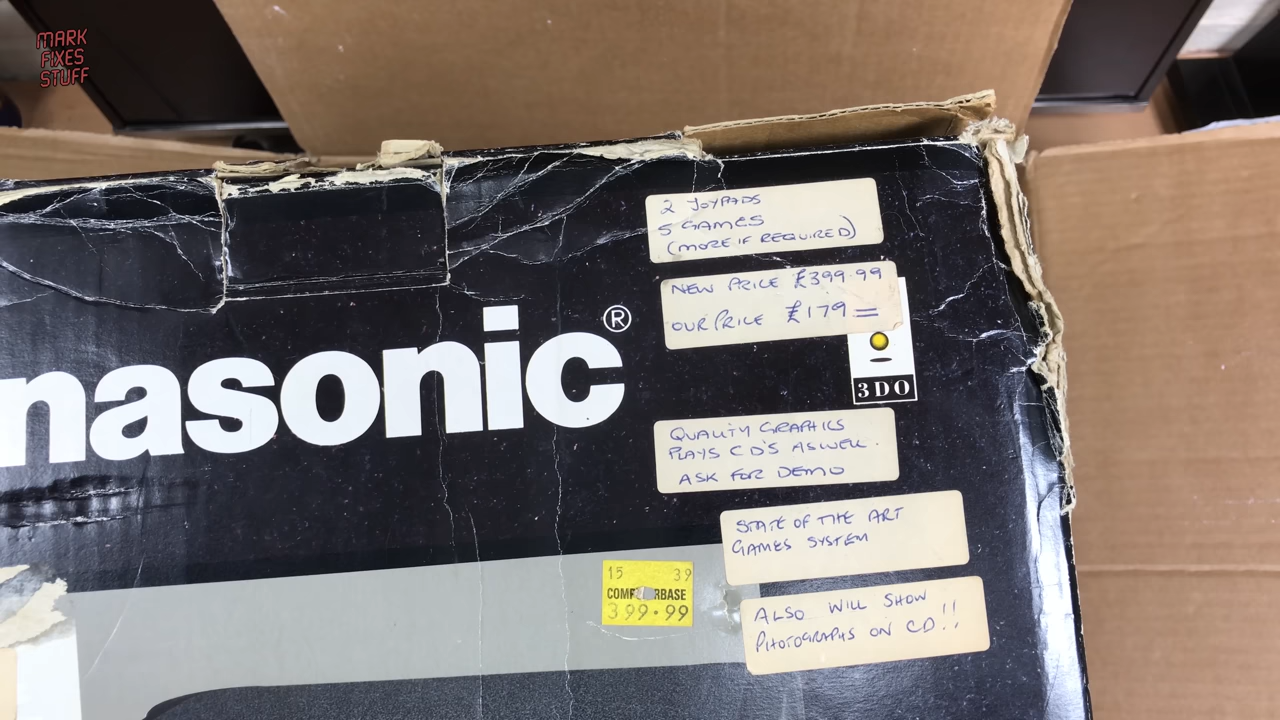 MARK
FIXES
STUFF
2 JOYPADS
5 GAMES
(MORE IF REQUIRED)
NEW PRICE £399.99
OUR PRICE £179=
nasonic®
3DO
QUALITY GRAPHICS
PLAYS CD'S ASWELL.
ASK FOR DEMO
STATE OF THE ART
GAMES SYSTEM
15 39
399.99
ALSO WILL SHOW
PHOTOGRAPHS ON CD!!